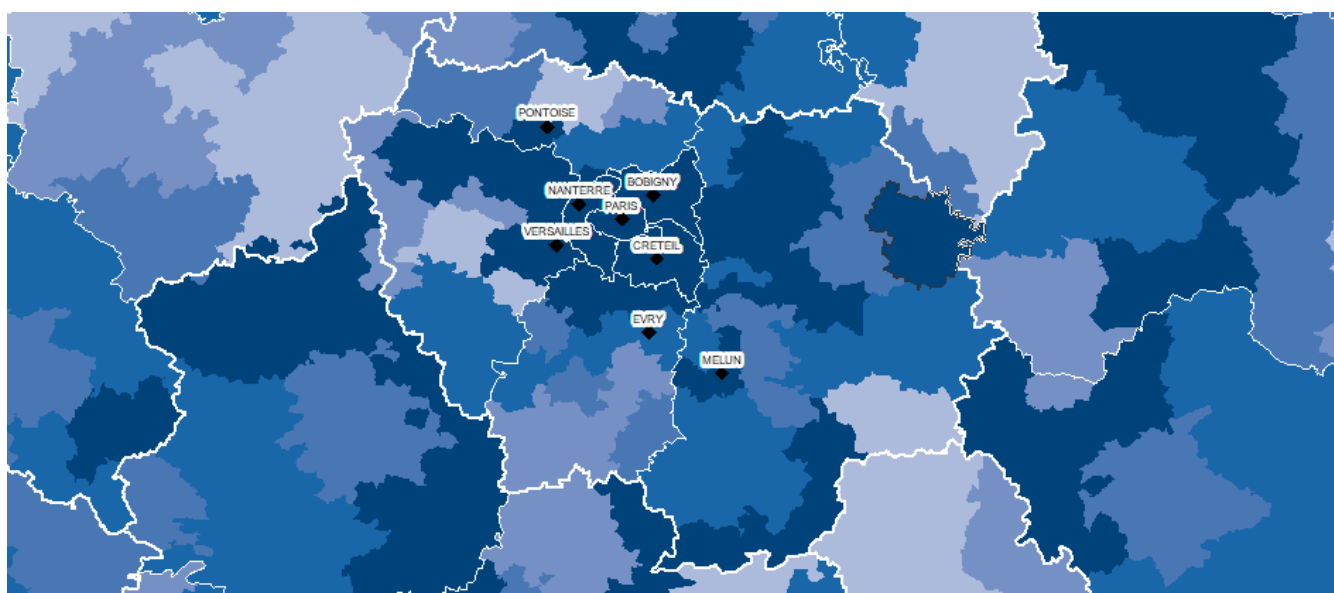 PONTOISE
BOBIGNY
NANTERRE
PARIS
VERSAILLES
CRETEIL
EVRY
MELUN